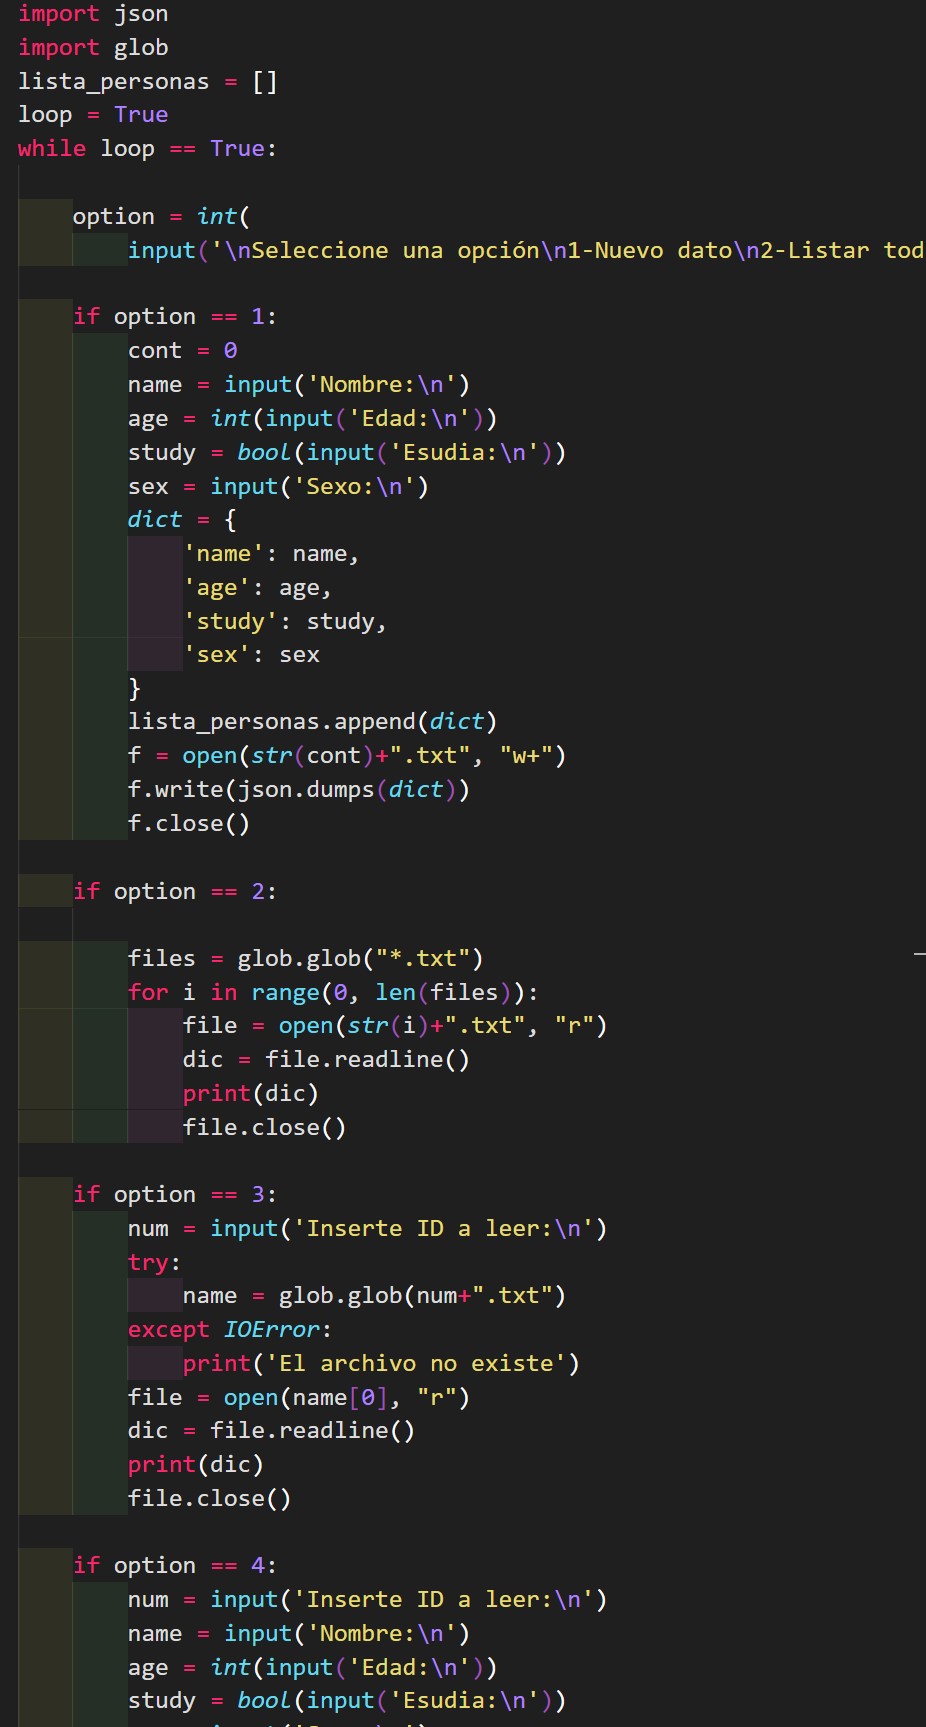 import json
import glob
lista_personas = []
loop = True
while loop == True:
option = int(
input('\nSeleccione una opción\n1-Nuevo dato\n2-Listar tod
if option == 1:
cont = 0
name = input('Nombre:\n')
age = int(input('Edad:\n'))
study = bool(input('Esudia:\n'))
sex = input('Sexo:\n')
dict = {
'name': name,
'age': age,
'study': study,
'sex': sex
}
lista_personas.append(dict)
f = open(str(cont)+".txt", "w+")
f.write(json.dumps(dict))
f.close()
if option == 2:
files = glob.glob("*.txt")
for i in range(0, len(files)):
file = open(str(i)+".txt", "r")
dic = file.readline()
print(dic)
file.close()
if option == 3:
num = input('Inserte ID a leer:\n')
try:
name = glob.glob(num+".txt")
except IOError:
print('El archivo no existe')
file = open(name[0], "r")
dic = file.readline()
print(dic)
file.close()
if option == 4:
num = input('Inserte ID a leer:\n')
name = input('Nombre:\n')
age = int(input('Edad:\n'))
study = bool(input('Esudia:\n'))